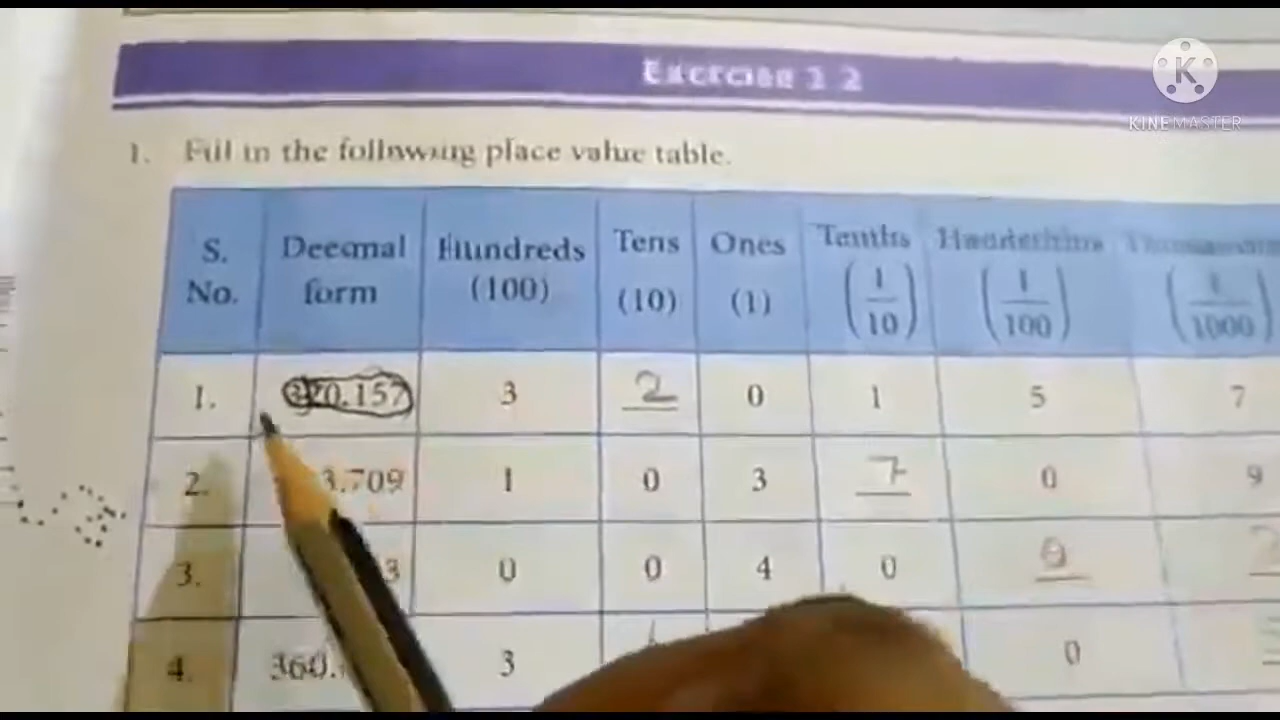 Exercise 1.2
K
KINEMASTER
1. Fill in the following place value table.
S. No. Decimal form Hundreds (100) Tens (10) Ones (1) Tenths (1/10) (1/100) (1/1000)
1. 320.157 3 2 0 1 5 7
2. 3.709 1 0 3 7 0 9
3. 3 0 0 4 0
4. 360. 3 0